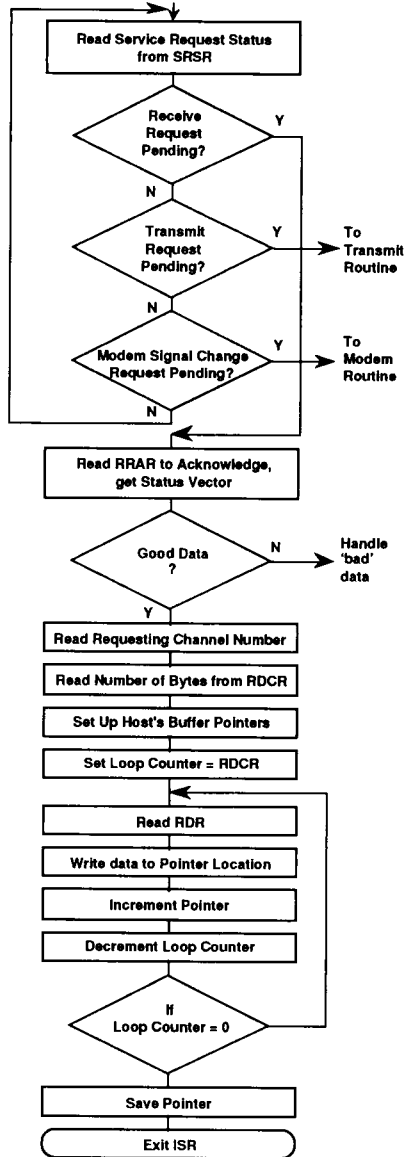 Read Service Request Status
from SRSR
Receive
Request
Pending?
Y
N
Transmit
Request
Pending?
Y
To
Transmit
Routine
N
Modem Signal Change
Request Pending?
Y
To
Modem
Routine
N
Read RRAR to Acknowledge,
get Status Vector
Good Data
?
N
Handle
'bad'
data
Y
Read Requesting Channel Number
Read Number of Bytes from RDCR
Set Up Host's Buffer Pointers
Set Loop Counter = RDCR
Read RDR
Write data to Pointer Location
Increment Pointer
Decrement Loop Counter
If
Loop Counter = 0
Save Pointer
Exit ISR